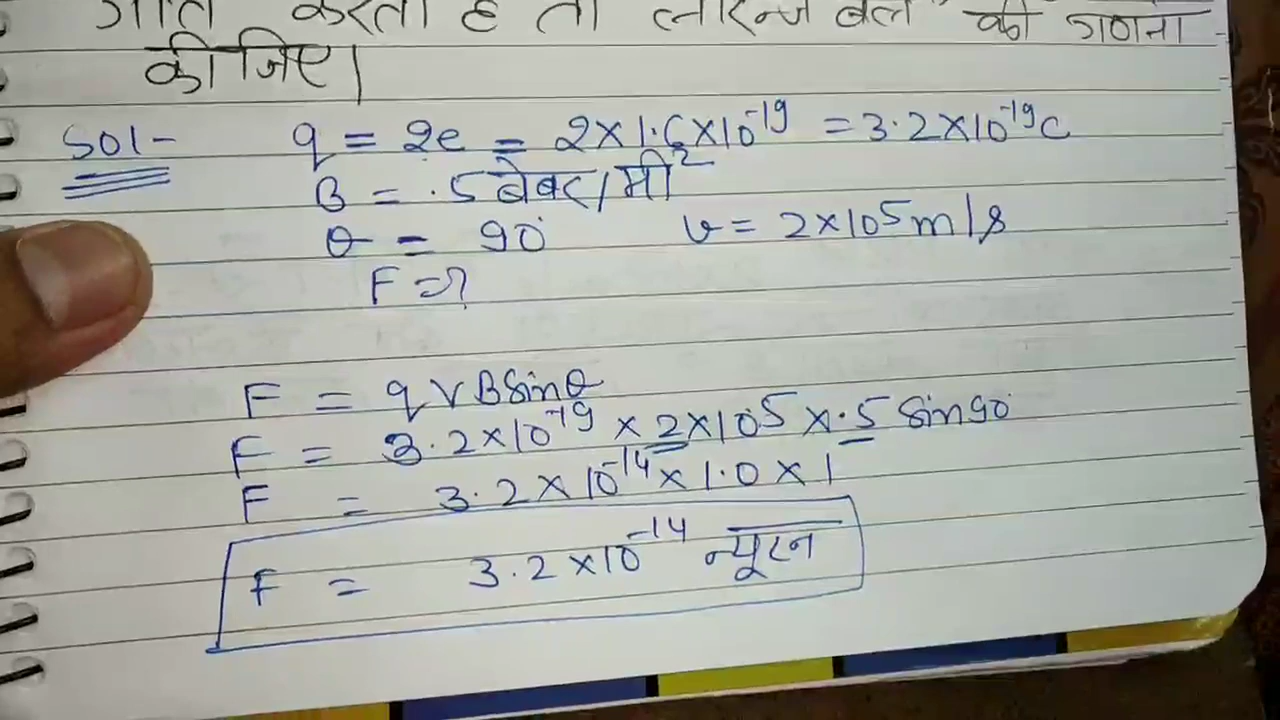 गति करता है तो लारेन्ज बल की गणना
कीजिए।
Sol- q = 2e = 2×1.6×10⁻¹⁹ = 3.2×10⁻¹⁹c
B = .5 वेबर/मी²
θ = 90° v = 2×10⁵m/s
F = ?
F = qVBSinθ
F = 3.2×10⁻¹⁹ × 2×10⁵ × .5 Sin90°
F = 3.2×10⁻¹⁴ × 1.0 × 1
F = 3.2×10⁻¹⁴ न्यूटन